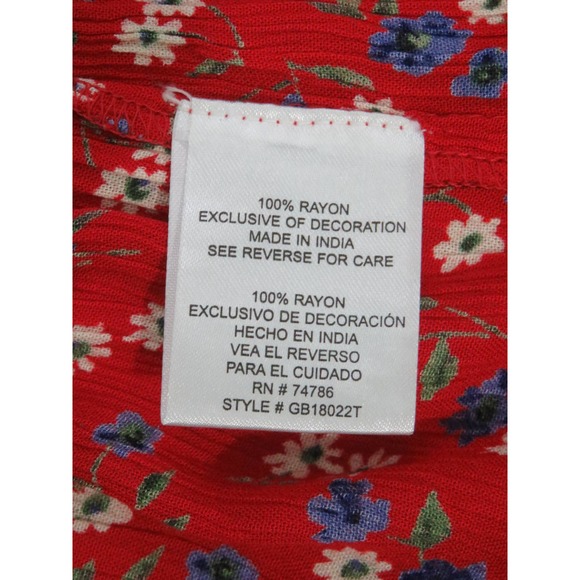 100% RAYON
EXCLUSIVE OF DECORATION
MADE IN INDIA
SEE REVERSE FOR CARE
100% RAYON
EXCLUSIVO DE DECORACIÓN
HECHO EN INDIA
VEA EL REVERSO
PARA EL CUIDADO
RN # 74786
STYLE # GB18022T